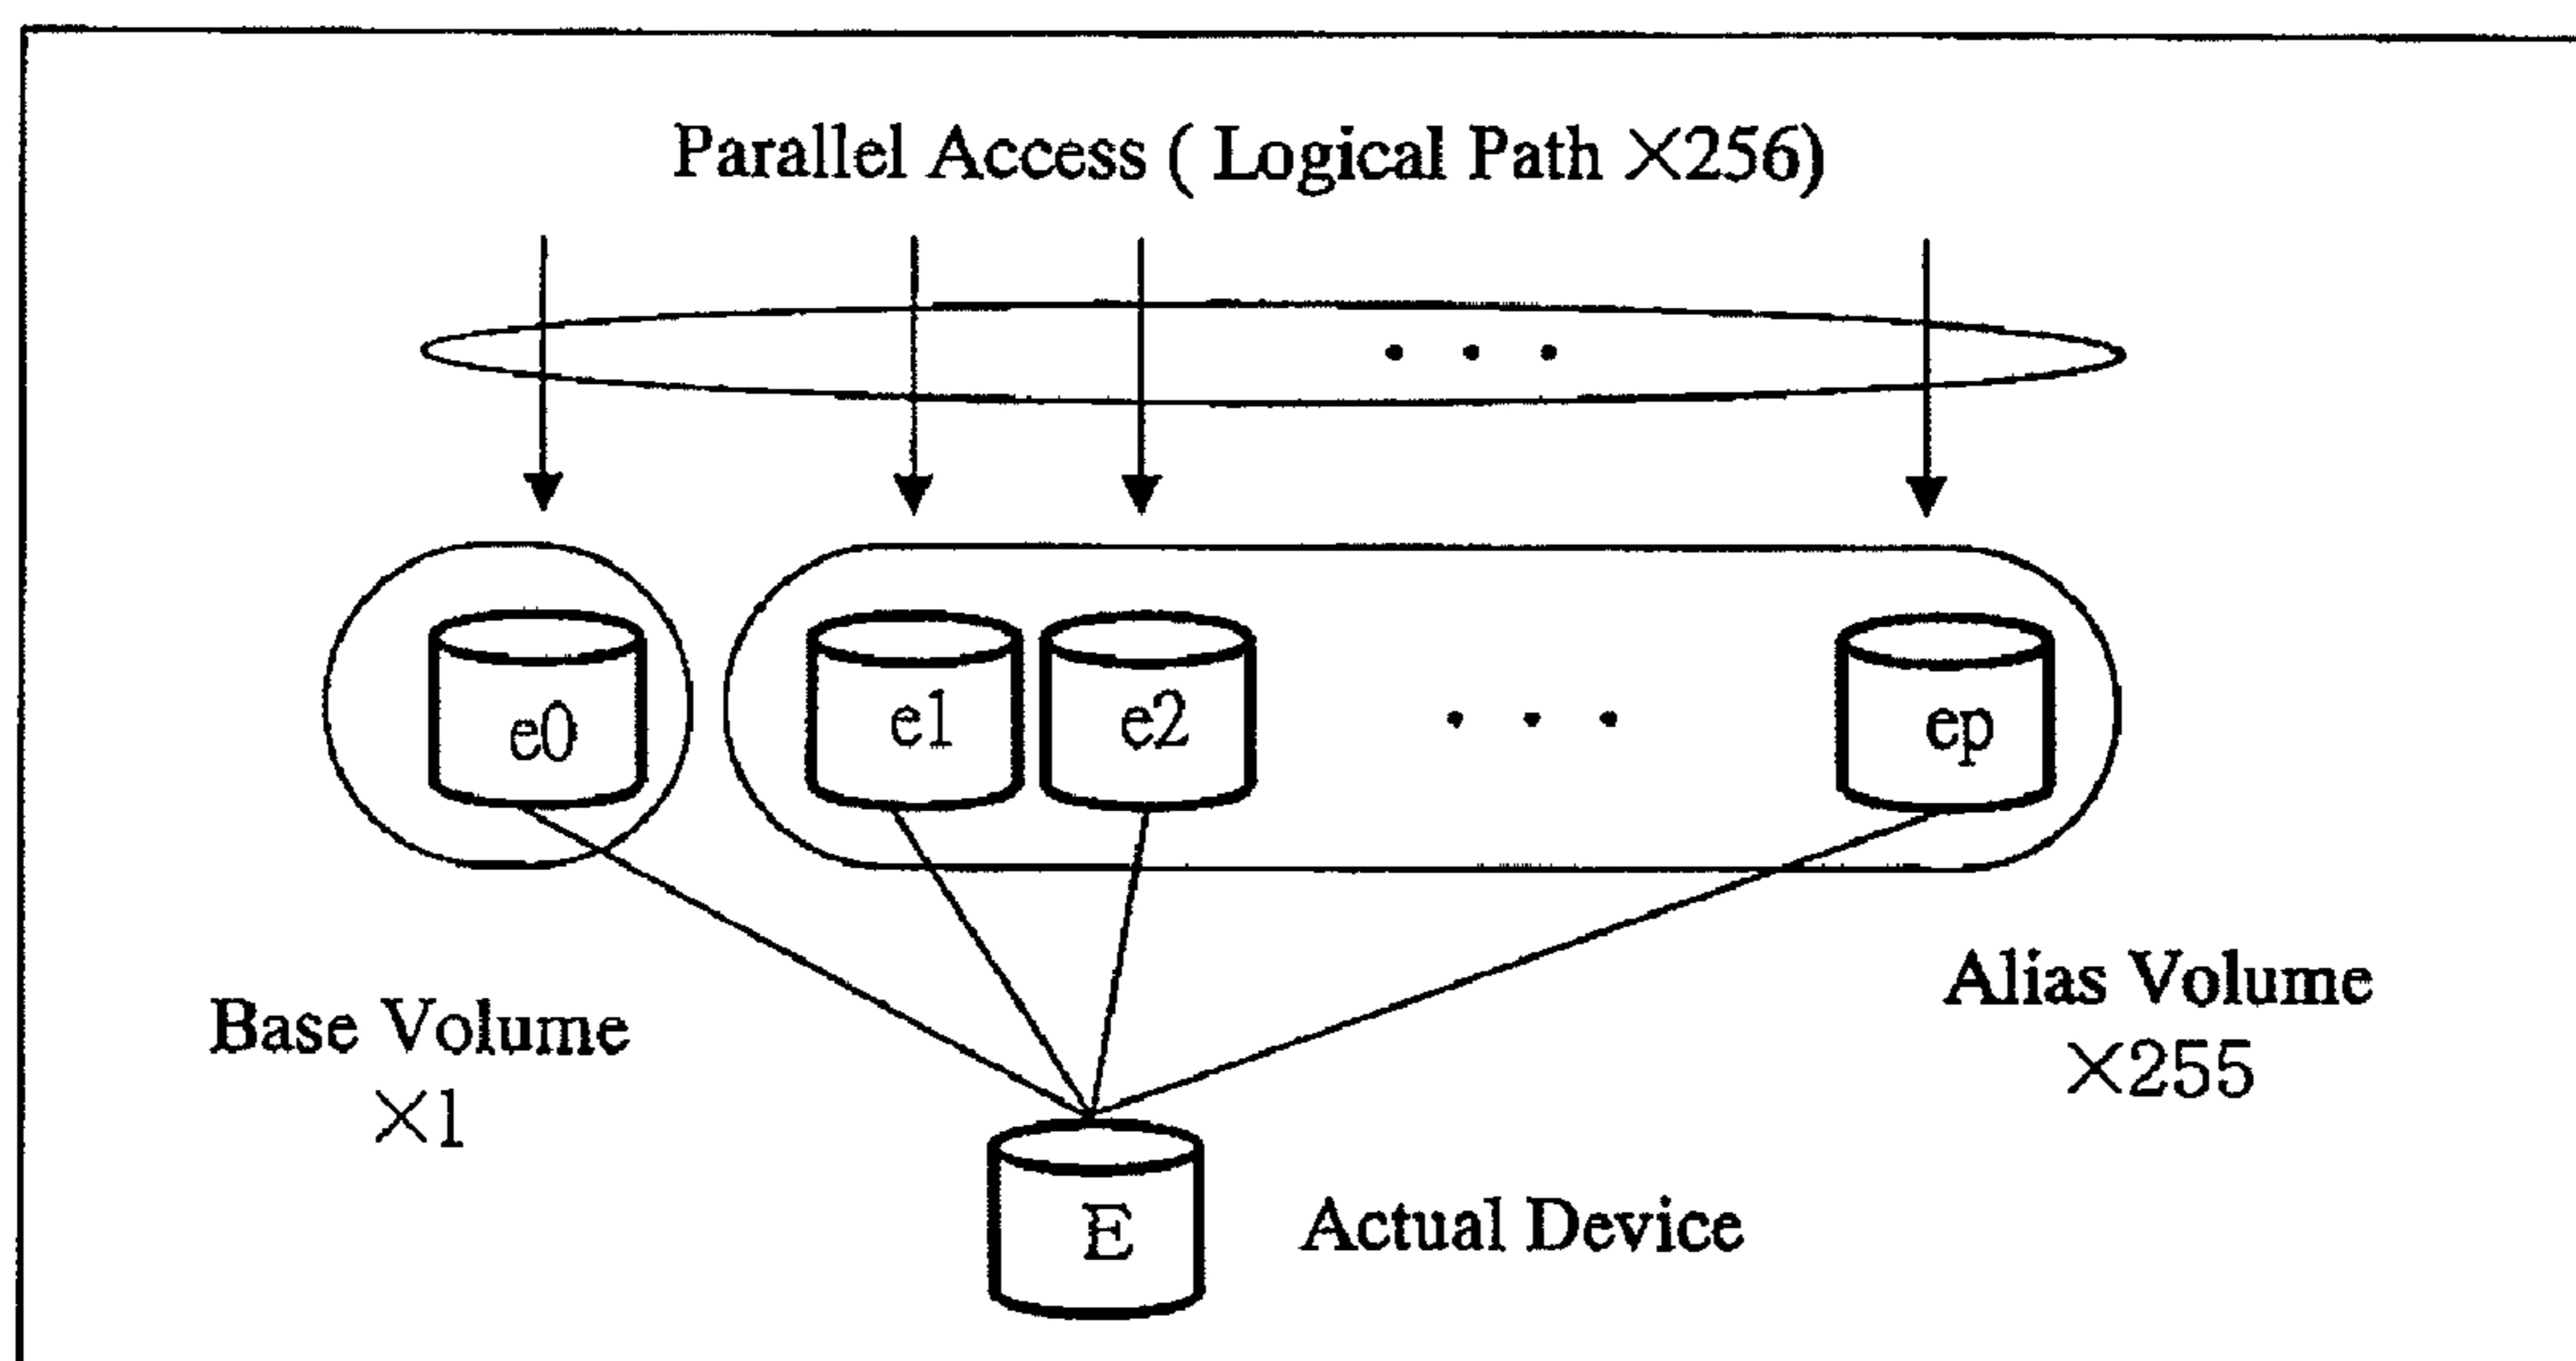 Parallel Access ( Logical Path ×256)
e0
e1
e2
ep
Base Volume
×1
Alias Volume
×255
E
Actual Device